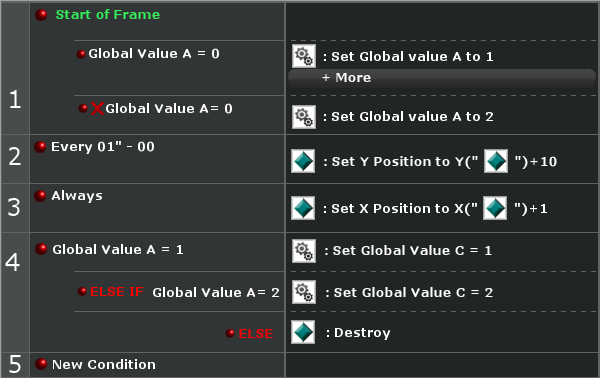 Start of Frame
Global Value A = 0 : Set Global value A to 1
+ More
1
X Global Value A= 0 : Set Global value A to 2
2 Every 01" - 00 : Set Y Position to Y(" ")+10
3 Always : Set X Position to X(" ")+1
4 Global Value A = 1 : Set Global Value C = 1
ELSE IF Global Value A= 2 : Set Global Value C = 2
ELSE : Destroy
5 New Condition